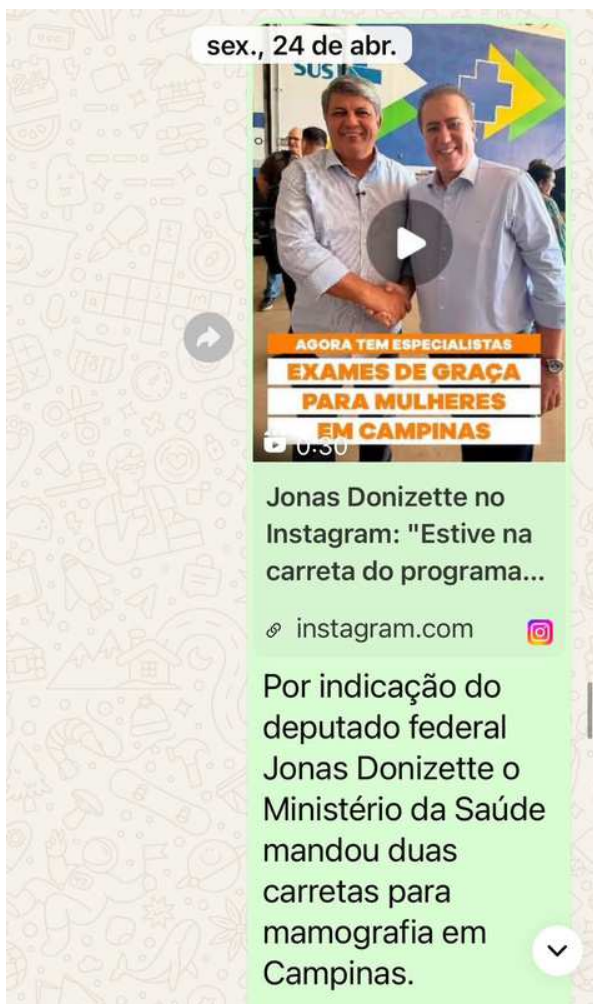 sex., 24 de abr.
SUS
AGORA TEM ESPECIALISTAS
EXAMES DE GRAÇA
PARA MULHERES
EM CAMPINAS
0:30
Jonas Donizette no
Instagram: "Estive na
carreta do programa...
instagram.com
Por indicação do
deputado federal
Jonas Donizette o
Ministério da Saúde
mandou duas
carretas para
mamografia em
Campinas.